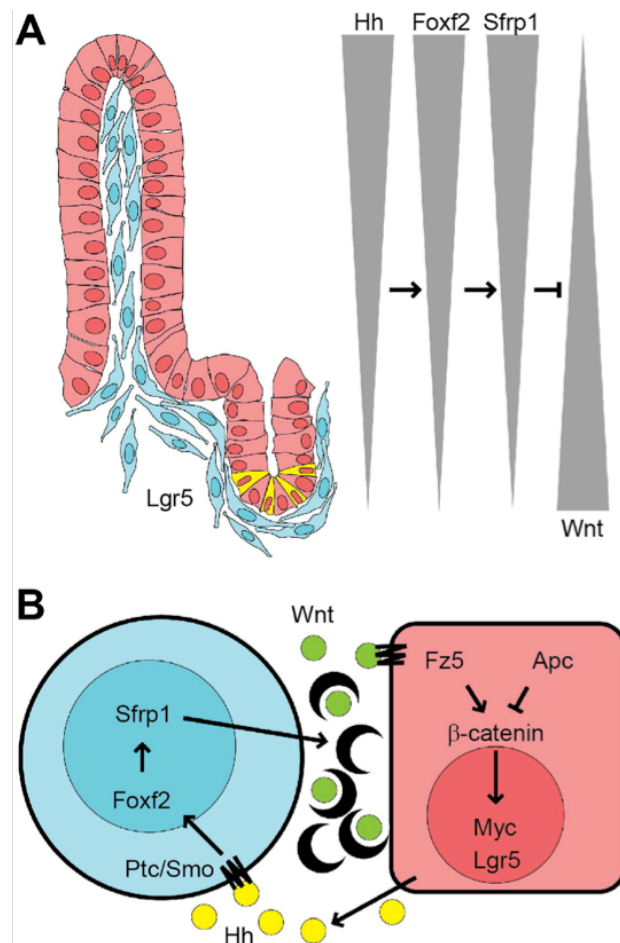 A
Hh Foxf2 Sfrp1
Lgr5
Wnt
B
Wnt
Fz5 Apc
Sfrp1
β-catenin
Foxf2
Myc
Lgr5
Ptc/Smo
Hh